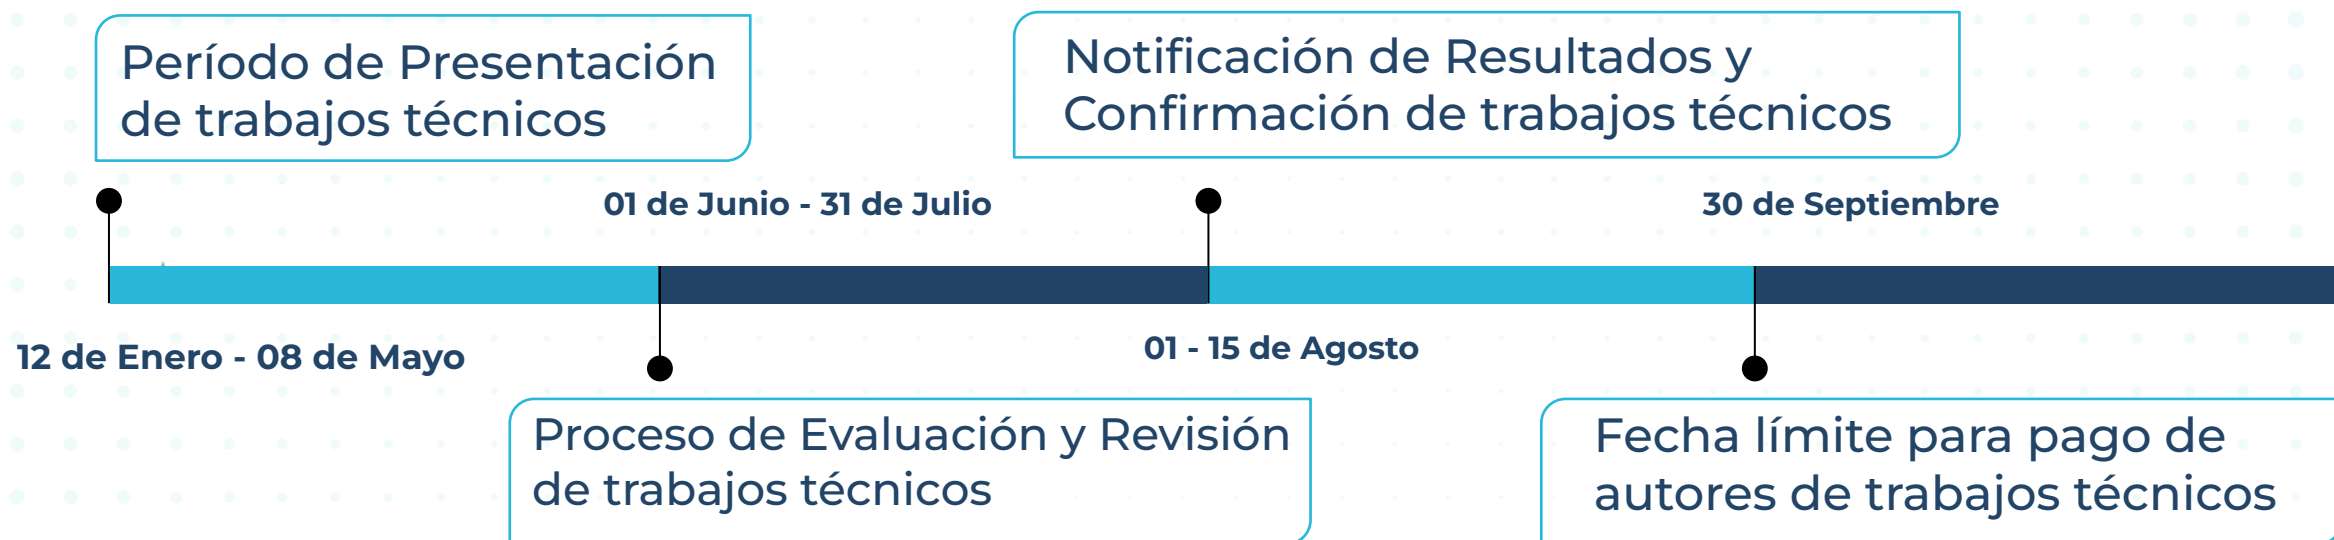 Período de Presentación
de trabajos técnicos
Notificación de Resultados y
Confirmación de trabajos técnicos
01 de Junio - 31 de Julio
30 de Septiembre
12 de Enero - 08 de Mayo
01 - 15 de Agosto
Proceso de Evaluación y Revisión
de trabajos técnicos
Fecha límite para pago de
autores de trabajos técnicos